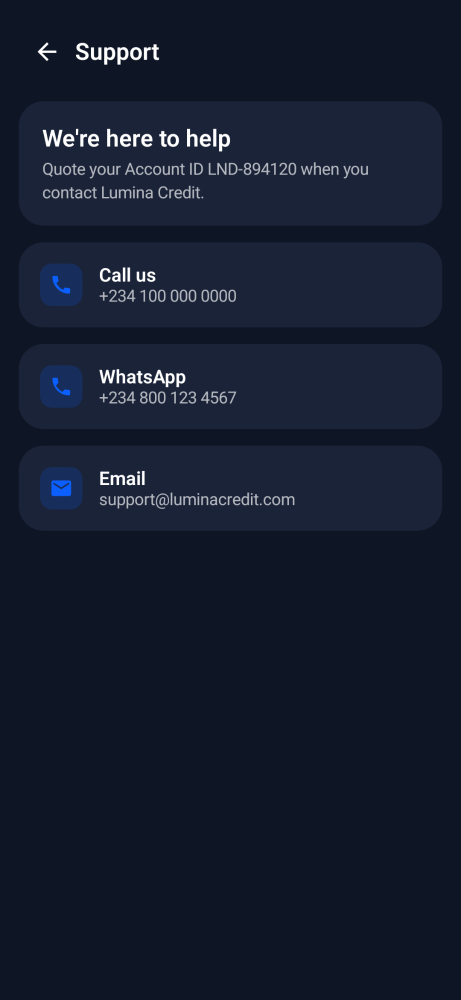 Support
We're here to help
Quote your Account ID LND-894120 when you
contact Lumina Credit.
Call us
+234 100 000 0000
WhatsApp
+234 800 123 4567
Email
support@luminacredit.com